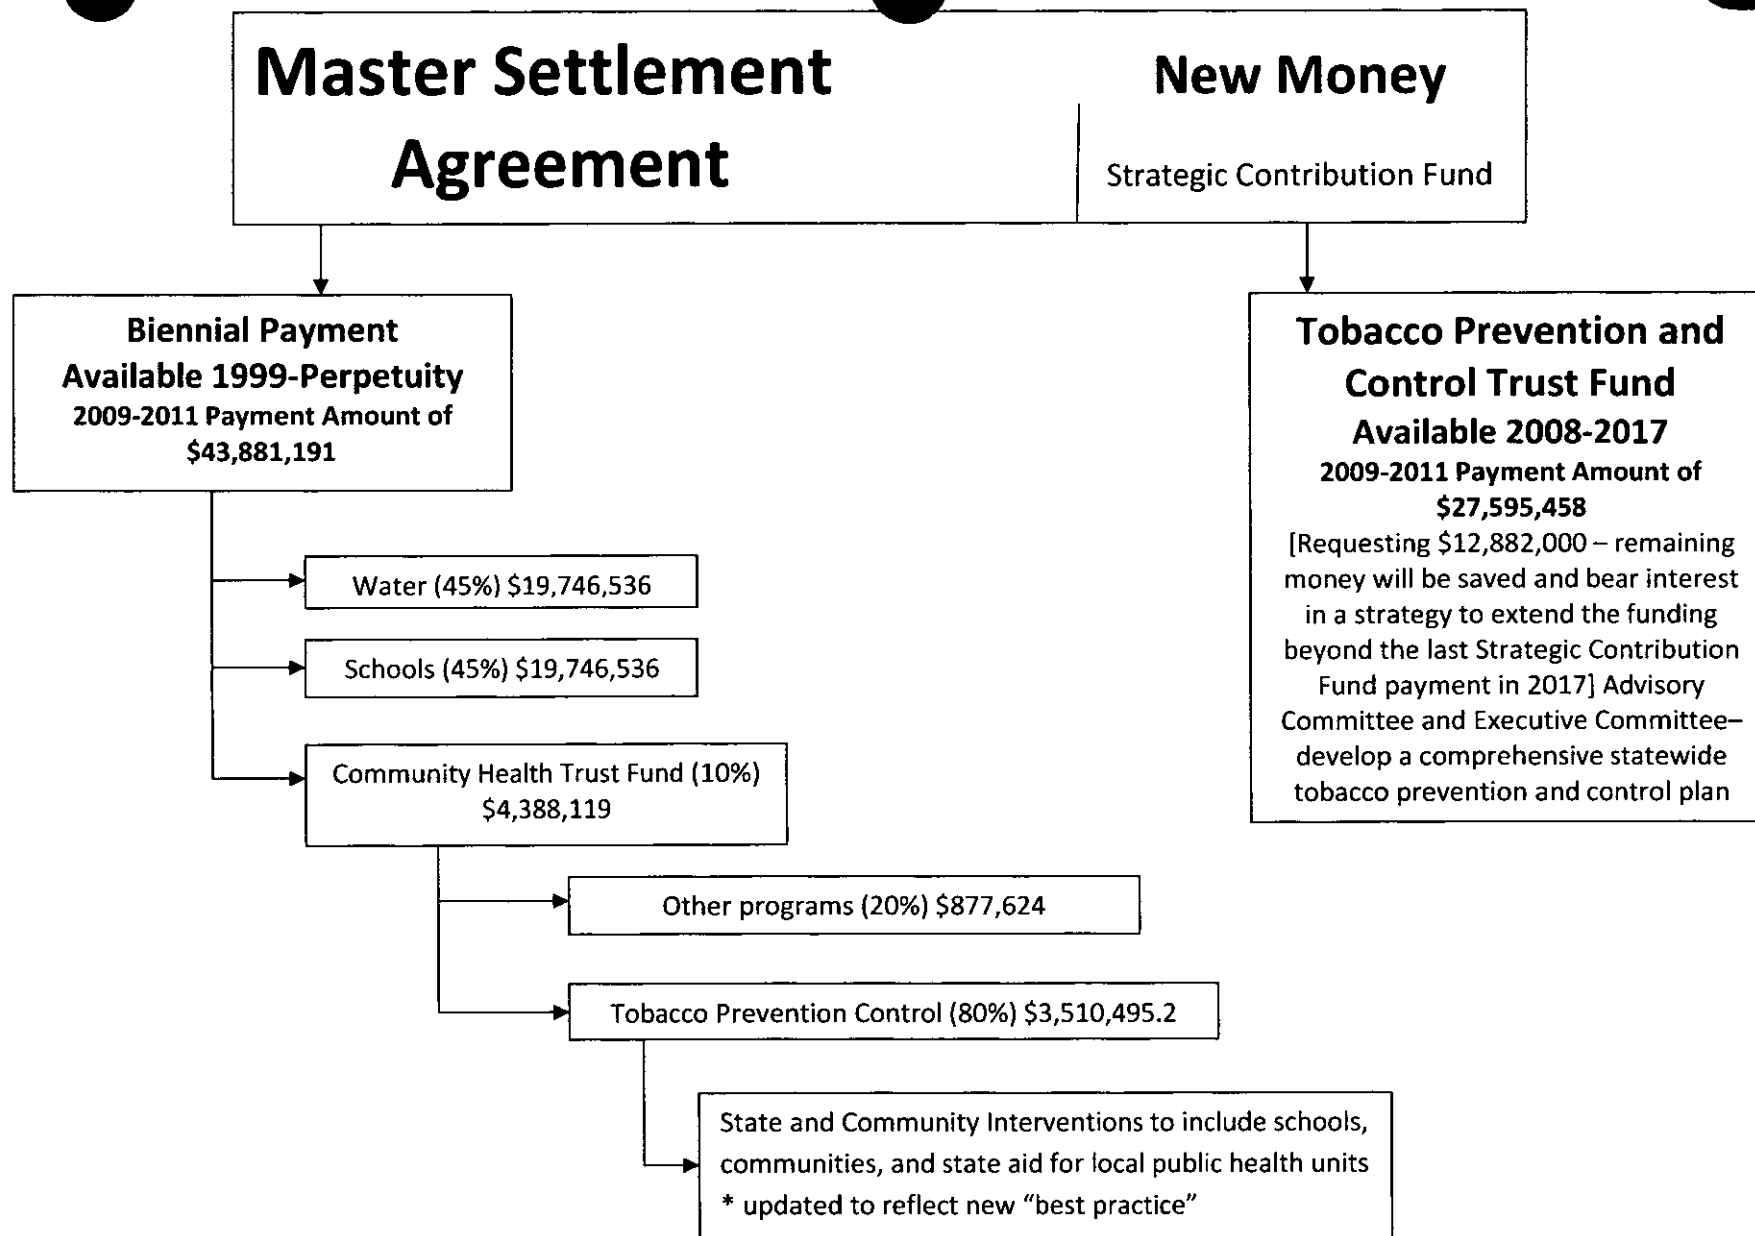 Master Settlement
Agreement
New Money
Strategic Contribution Fund
Biennial Payment
Available 1999-Perpetuity
2009-2011 Payment Amount of
$43,881,191
Tobacco Prevention and
Control Trust Fund
Available 2008-2017
2009-2011 Payment Amount of
$27,595,458
[Requesting $12,882,000 – remaining
money will be saved and bear interest
in a strategy to extend the funding
beyond the last Strategic Contribution
Fund payment in 2017] Advisory
Committee and Executive Committee–
develop a comprehensive statewide
tobacco prevention and control plan
Water (45%) $19,746,536
Schools (45%) $19,746,536
Community Health Trust Fund (10%)
$4,388,119
Other programs (20%) $877,624
Tobacco Prevention Control (80%) $3,510,495.2
State and Community Interventions to include schools,
communities, and state aid for local public health units
* updated to reflect new “best practice”